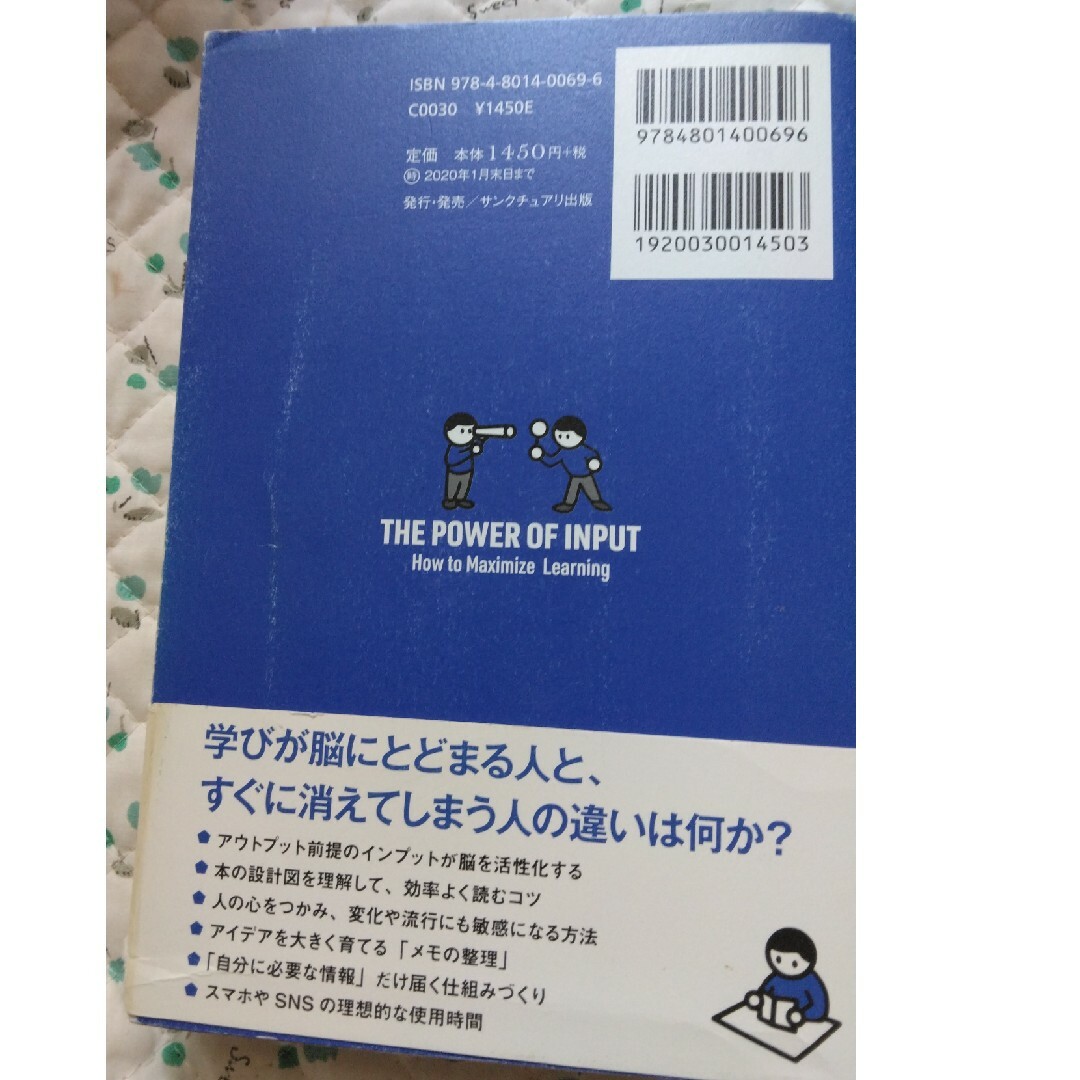 ISBN 978-4-8014-0069-6
C0030 ¥1450E
9784801400696
定価 本体1450円+税
時 2020年1月末日まで
発行・発売/サンクチュアリ出版
1920030014503
THE POWER OF INPUT
How to Maximize Learning
学びが脳にとどまる人と、
すぐに消えてしまう人の違いは何か?
アウトプット前提のインプットが脳を活性化する
本の設計図を理解して、効率よく読むコツ
人の心をつかみ、変化や流行にも敏感になる方法
アイデアを大きく育てる「メモの整理」
「自分に必要な情報」だけ届く仕組みづくり
スマホやSNSの理想的な使用時間